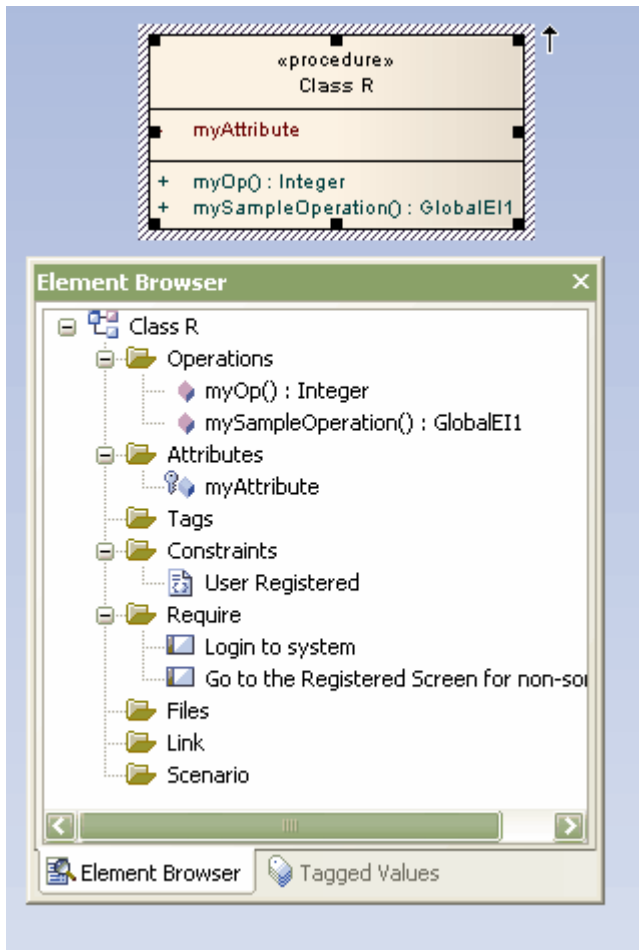 «procedure»
Class R
- myAttribute
+ myOp() : Integer
+ mySampleOperation() : GlobalEl1
Element Browser
Class R
Operations
myOp() : Integer
mySampleOperation() : GlobalEl1
Attributes
myAttribute
Tags
Constraints
User Registered
Require
Login to system
Go to the Registered Screen for non-
Files
Link
Scenario
Element Browser
Tagged Values